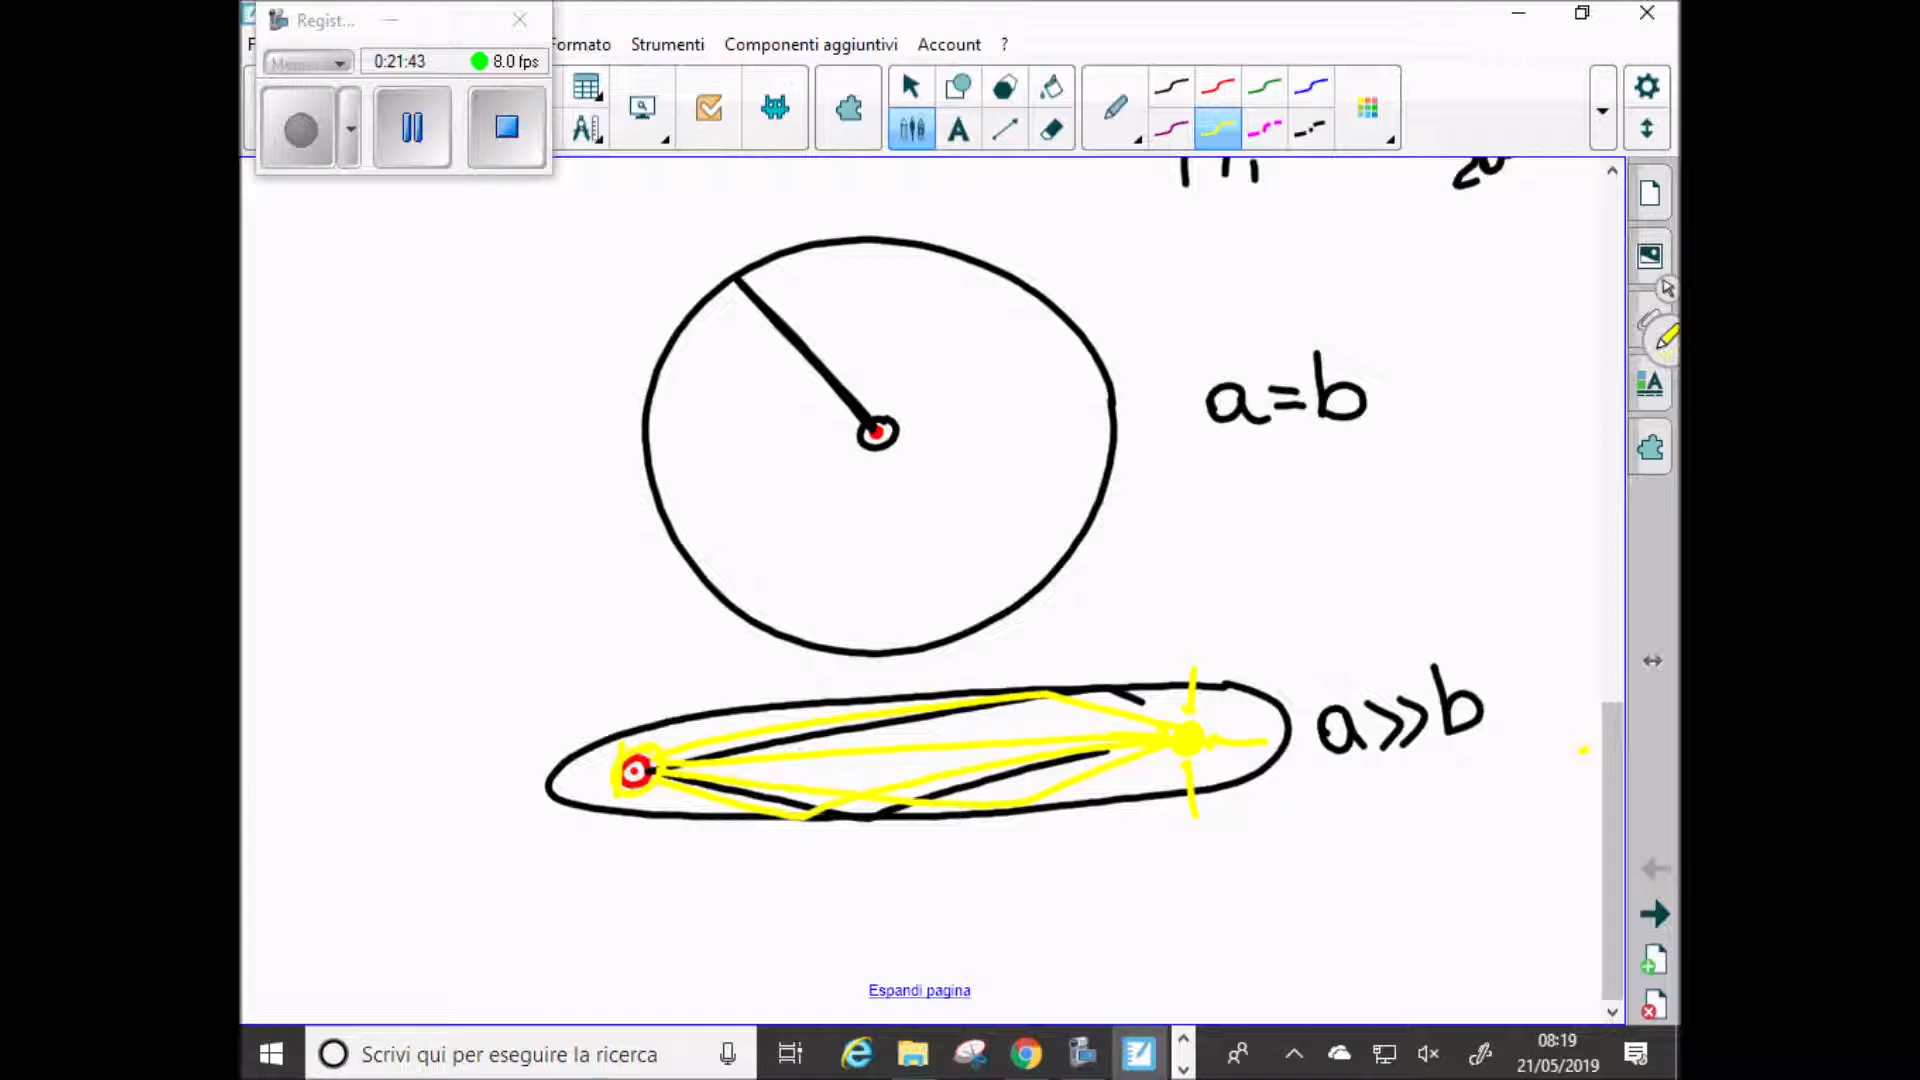 Regist...
Formato Strumenti Componenti aggiuntivi Account ?
Menu
0:21:43 8.0 fps
a=b
a>>b
Espandi pagina
Scrivi qui per eseguire la ricerca
08:19
21/05/2019